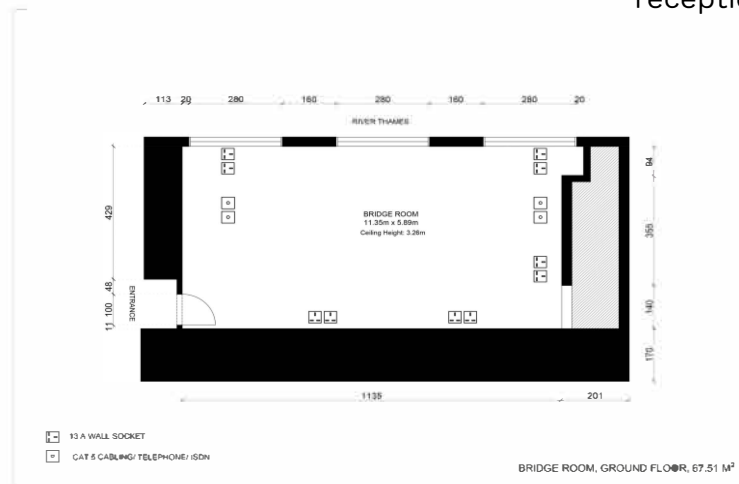 receptio
113 20 280 160 280 160 280 20
RIVER THAMES
94
429
BRIDGE ROOM
11.35m x 5.89m
Ceiling Height: 3.26m
358
48
ENTRANCE
100
140
11
170
1135 201
13 A WALL SOCKET
CAT 5 CABLING/ TELEPHONE/ ISDN
BRIDGE ROOM, GROUND FLOOR, 67.51 M²